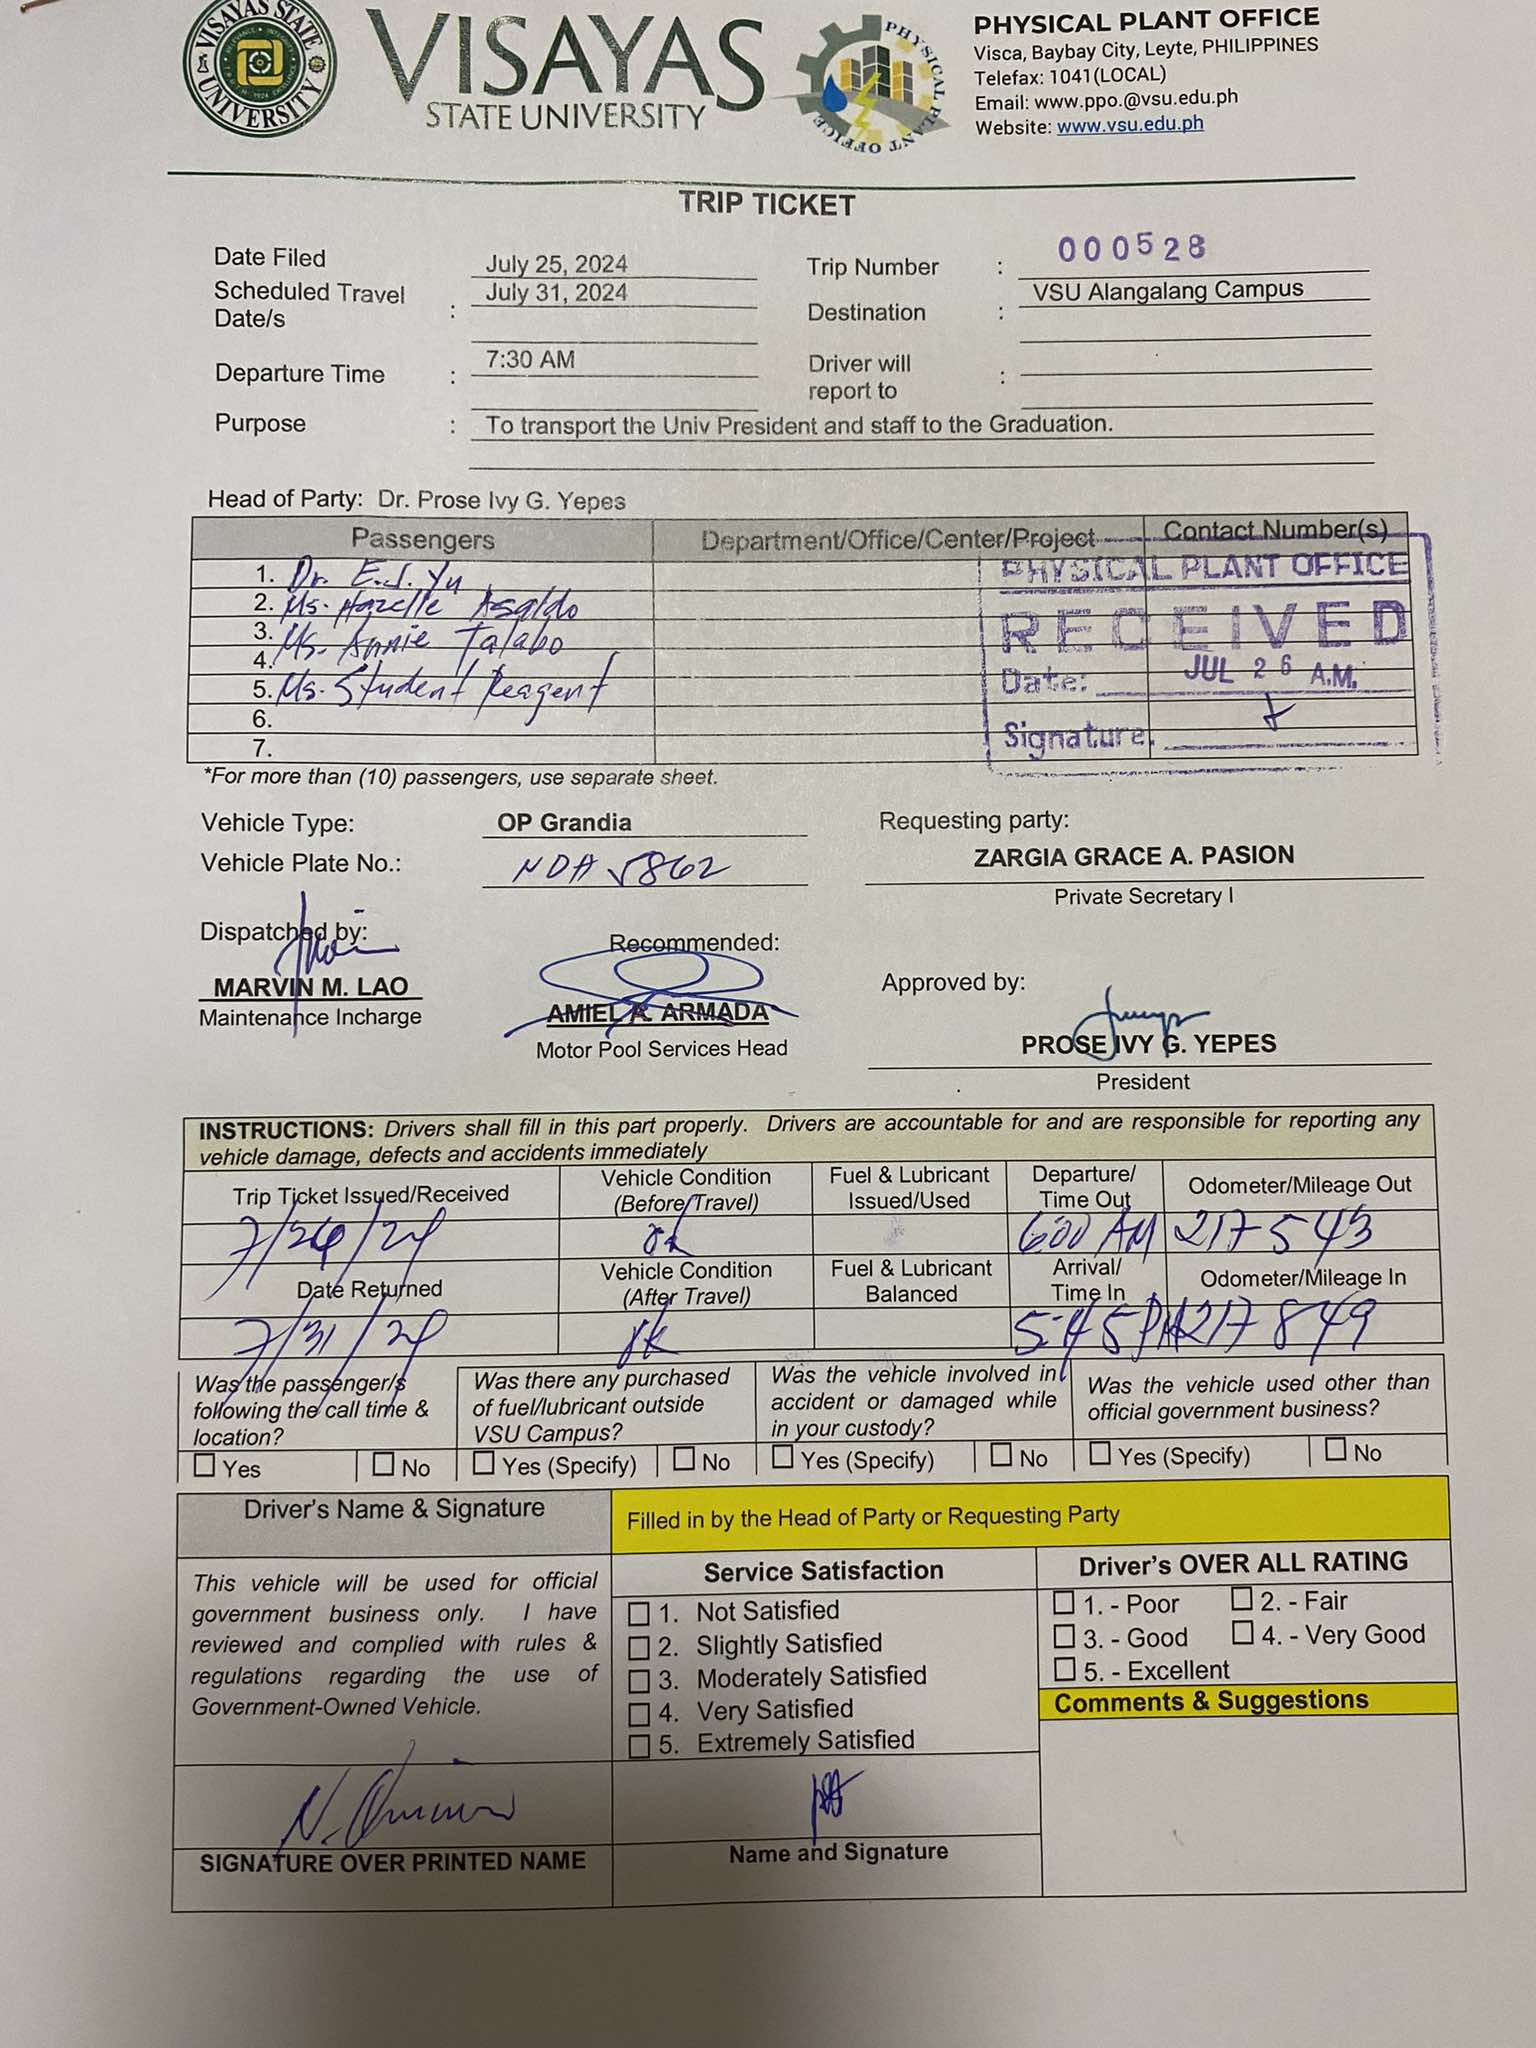 VISAYAS STATE UNIVERSITY
VISAYAS
STATE UNIVERSITY
PHYSICAL PLANT OFFICE
PHYSICAL PLANT OFFICE
Visca, Baybay City, Leyte, PHILIPPINES
Telefax: 1041(LOCAL)
Email: www.ppo.@vsu.edu.ph
Website: www.vsu.edu.ph
TRIP TICKET
Date Filed July 25, 2024 Trip Number : 000528
Scheduled Travel Date/s : July 31, 2024 Destination : VSU Alangalang Campus
Departure Time : 7:30 AM Driver will report to :
Purpose : To transport the Univ President and staff to the Graduation.
Head of Party: Dr. Prose Ivy G. Yepes
Passengers Department/Office/Center/Project Contact Number(s)
1. Dr. E.J. Yu
2. Ms. Hazelle Asaldo
3. Ms. Annie Talabo
4.
5. Ms. Student Reagent
6.
7.
PHYSICAL PLANT OFFICE
RECEIVED
Date: JUL 26 A.M.
Signature.
*For more than (10) passengers, use separate sheet.
Vehicle Type: OP Grandia
Vehicle Plate No.: NDA 5862
Requesting party:
ZARGIA GRACE A. PASION
Private Secretary I
Dispatched by:
MARVIN M. LAO
Maintenance Incharge
Recommended:
AMIEL R. ARMADA
Motor Pool Services Head
Approved by:
PROSE IVY G. YEPES
President
INSTRUCTIONS: Drivers shall fill in this part properly. Drivers are accountable for and are responsible for reporting any
vehicle damage, defects and accidents immediately
Trip Ticket Issued/Received Vehicle Condition (Before Travel) Fuel & Lubricant Issued/Used Departure/ Time Out Odometer/Mileage Out
7/26/24 ok 600 AM 217543
Date Returned Vehicle Condition (After Travel) Fuel & Lubricant Balanced Arrival/ Time In Odometer/Mileage In
7/31/24 ok 5:45 PM 217849
Was the passenger/s following the call time & location?
Yes No
Was there any purchased of fuel/lubricant outside VSU Campus?
Yes (Specify) No
Was the vehicle involved in accident or damaged while in your custody?
Yes (Specify) No
Was the vehicle used other than official government business?
Yes (Specify) No
Driver's Name & Signature
Filled in by the Head of Party or Requesting Party
This vehicle will be used for official
government business only. I have
reviewed and complied with rules &
regulations regarding the use of
Government-Owned Vehicle.
SIGNATURE OVER PRINTED NAME
Service Satisfaction
1. Not Satisfied
2. Slightly Satisfied
3. Moderately Satisfied
4. Very Satisfied
5. Extremely Satisfied
Name and Signature
Driver's OVER ALL RATING
1. - Poor 2. - Fair
3. - Good 4. - Very Good
5. - Excellent
Comments & Suggestions